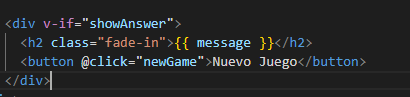 <div v-if="showAnswer">
<h2 class="fade-in">{{ message }}</h2>
<button @click="newGame">Nuevo Juego</button>
</div>